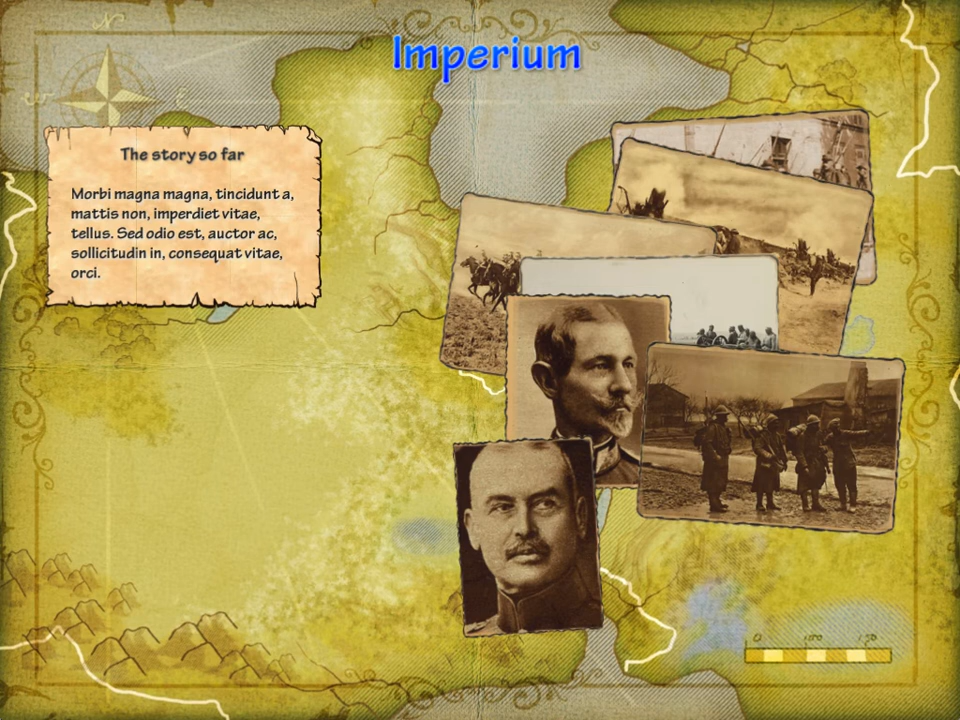 Imperium
N
W
E
The story so far
Morbi magna magna, tincidunt a,
mattis non, imperdiet vitae,
tellus. Sed odio est, auctor ac,
sollicitudin in, consequat vitae,
orci.
0